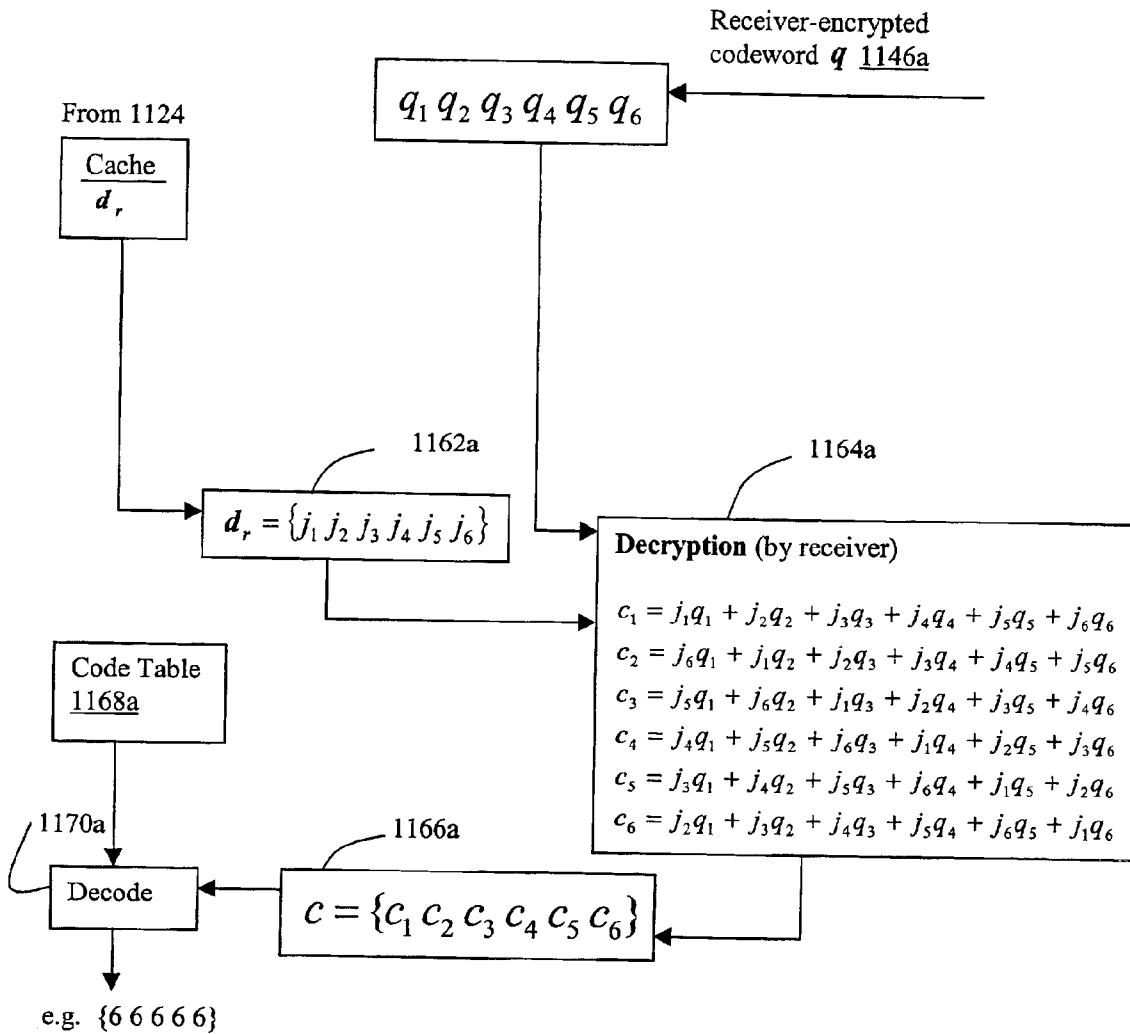 Receiver-encrypted
codeword q 1146a
q₁ q₂ q₃ q₄ q₅ q₆
From 1124
Cache
d_r
1162a
d_r = {j₁ j₂ j₃ j₄ j₅ j₆}
1164a
Decryption (by receiver)
c₁ = j₁q₁ + j₂q₂ + j₃q₃ + j₄q₄ + j₅q₅ + j₆q₆
c₂ = j₆q₁ + j₁q₂ + j₂q₃ + j₃q₄ + j₄q₅ + j₅q₆
c₃ = j₅q₁ + j₆q₂ + j₁q₃ + j₂q₄ + j₃q₅ + j₄q₆
c₄ = j₄q₁ + j₅q₂ + j₆q₃ + j₁q₄ + j₂q₅ + j₃q₆
c₅ = j₃q₁ + j₄q₂ + j₅q₃ + j₆q₄ + j₁q₅ + j₂q₆
c₆ = j₂q₁ + j₃q₂ + j₄q₃ + j₅q₄ + j₆q₅ + j₁q₆
Code Table
1168a
1170a
Decode
1166a
c = {c₁ c₂ c₃ c₄ c₅ c₆}
e.g. {6 6 6 6 6}